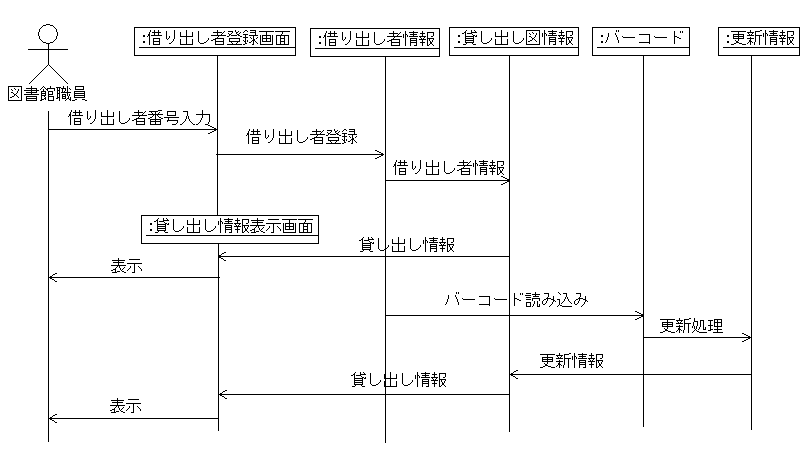 :借り出し者登録画面
:借り出し者情報
:貸し出し図情報
:バーコード
:更新情報
図書館職員
借り出し者番号入力
借り出し者登録
借り出し者情報
:貸し出し情報表示画面
貸し出し情報
表示
バーコード読み込み
更新処理
更新情報
貸し出し情報
表示